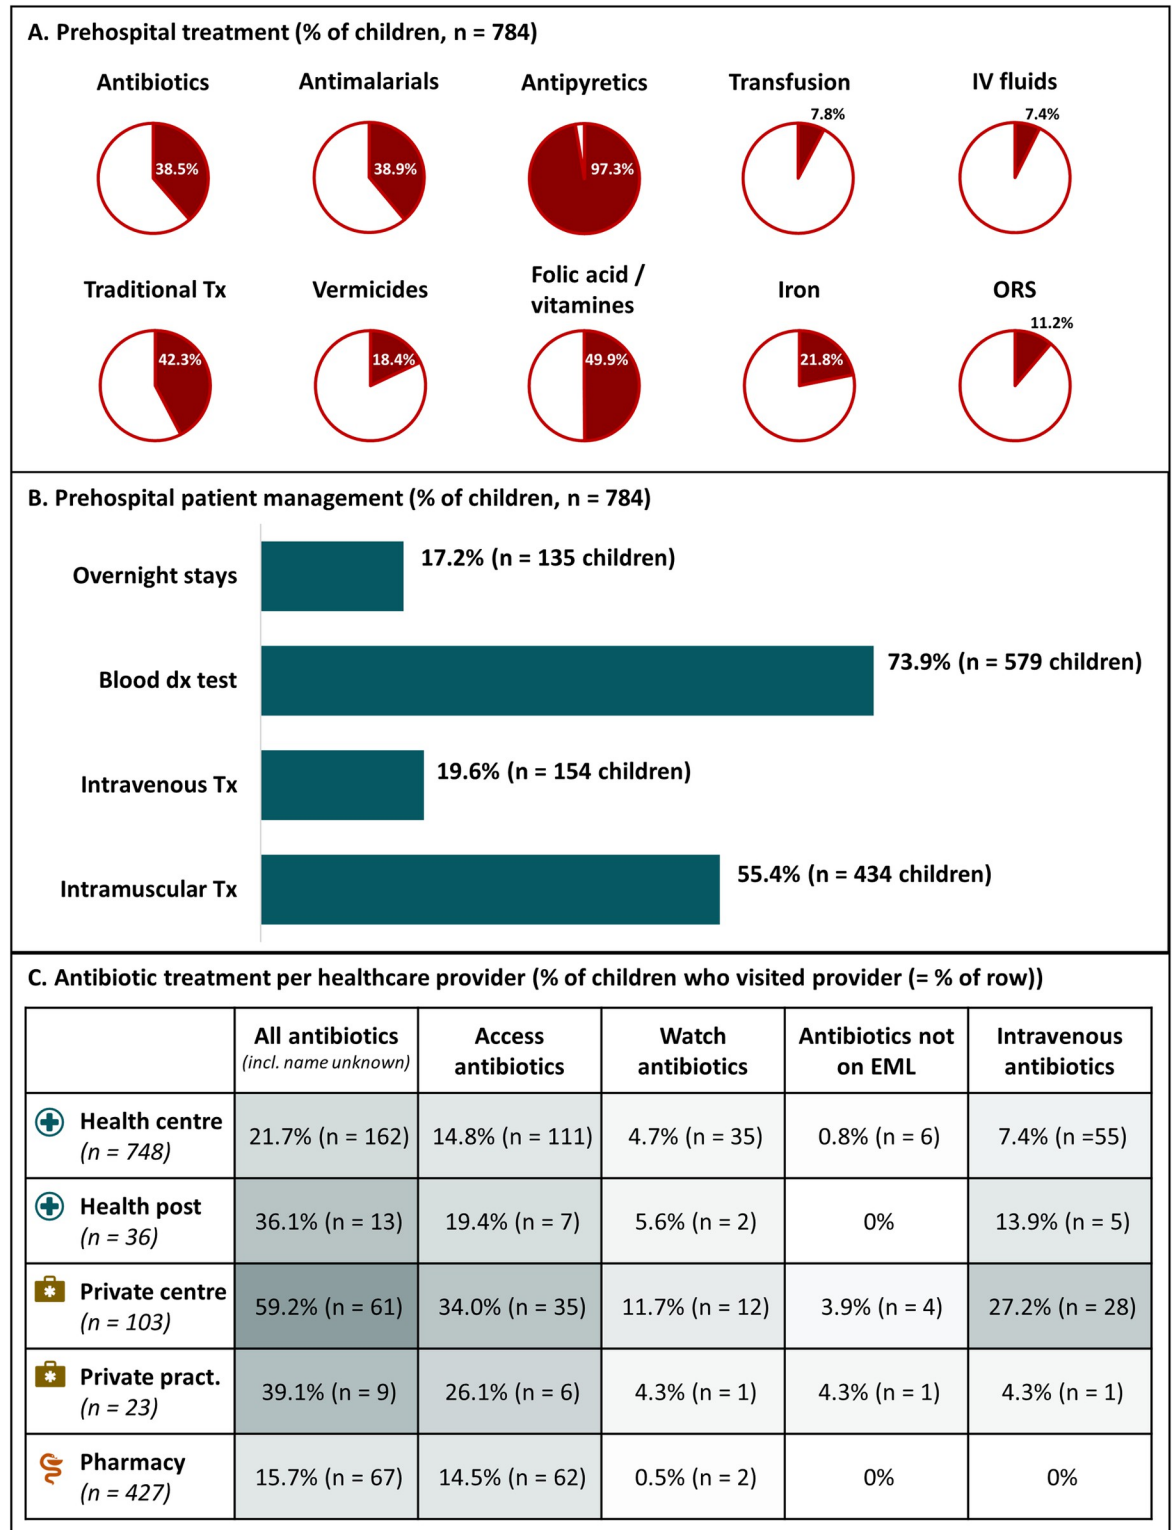 A. Prehospital treatment (% of children, n = 784)
Antibiotics
Antimalarials
Antipyretics
Transfusion
IV fluids
38.5%
38.9%
97.3%
7.8%
7.4%
Traditional Tx
Vermicides
Folic acid /
vitamines
Iron
ORS
42.3%
18.4%
49.9%
21.8%
11.2%
B. Prehospital patient management (% of children, n = 784)
Overnight stays
17.2% (n = 135 children)
Blood dx test
73.9% (n = 579 children)
Intravenous Tx
19.6% (n = 154 children)
Intramuscular Tx
55.4% (n = 434 children)
C. Antibiotic treatment per healthcare provider (% of children who visited provider (= % of row))
All antibiotics
(incl. name unknown)
Access
antibiotics
Watch
antibiotics
Antibiotics not
on EML
Intravenous
antibiotics
Health centre
(n = 748)
21.7% (n = 162)
14.8% (n = 111)
4.7% (n = 35)
0.8% (n = 6)
7.4% (n =55)
Health post
(n = 36)
36.1% (n = 13)
19.4% (n = 7)
5.6% (n = 2)
0%
13.9% (n = 5)
Private centre
(n = 103)
59.2% (n = 61)
34.0% (n = 35)
11.7% (n = 12)
3.9% (n = 4)
27.2% (n = 28)
Private pract.
(n = 23)
39.1% (n = 9)
26.1% (n = 6)
4.3% (n = 1)
4.3% (n = 1)
4.3% (n = 1)
Pharmacy
(n = 427)
15.7% (n = 67)
14.5% (n = 62)
0.5% (n = 2)
0%
0%